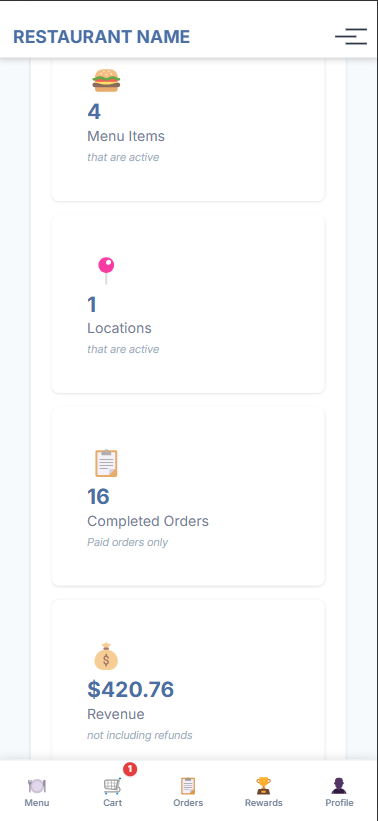 RESTAURANT NAME
4
Menu Items
that are active
1
Locations
that are active
16
Completed Orders
Paid orders only
$420.76
Revenue
not including refunds
1
Menu Cart Orders Rewards Profile